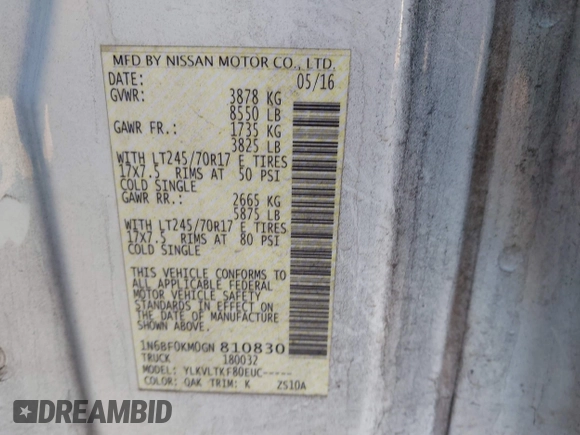 MFD BY NISSAN MOTOR CO., LTD.
DATE: 05/16
GVWR: 3878 KG
8550 LB
GAWR FR.: 1735 KG
3825 LB
WITH LT245/70R17 E TIRES
17X7.5 RIMS AT 50 PSI
COLD SINGLE
GAWR RR.: 2665 KG
5875 LB
WITH LT245/70R17 E TIRES
17X7.5 RIMS AT 80 PSI
COLD SINGLE
THIS VEHICLE CONFORMS TO
ALL APPLICABLE FEDERAL
MOTOR VEHICLE SAFETY
STANDARDS IN EFFECT ON
THE DATE OF MANUFACTURE
SHOWN ABOVE.
1N6BF0KM0GN 810830
TRUCK 180032
MODEL: YLKVLTKF80EUC-----
COLOR: QAK TRIM: K ZS10A
DREAMBID